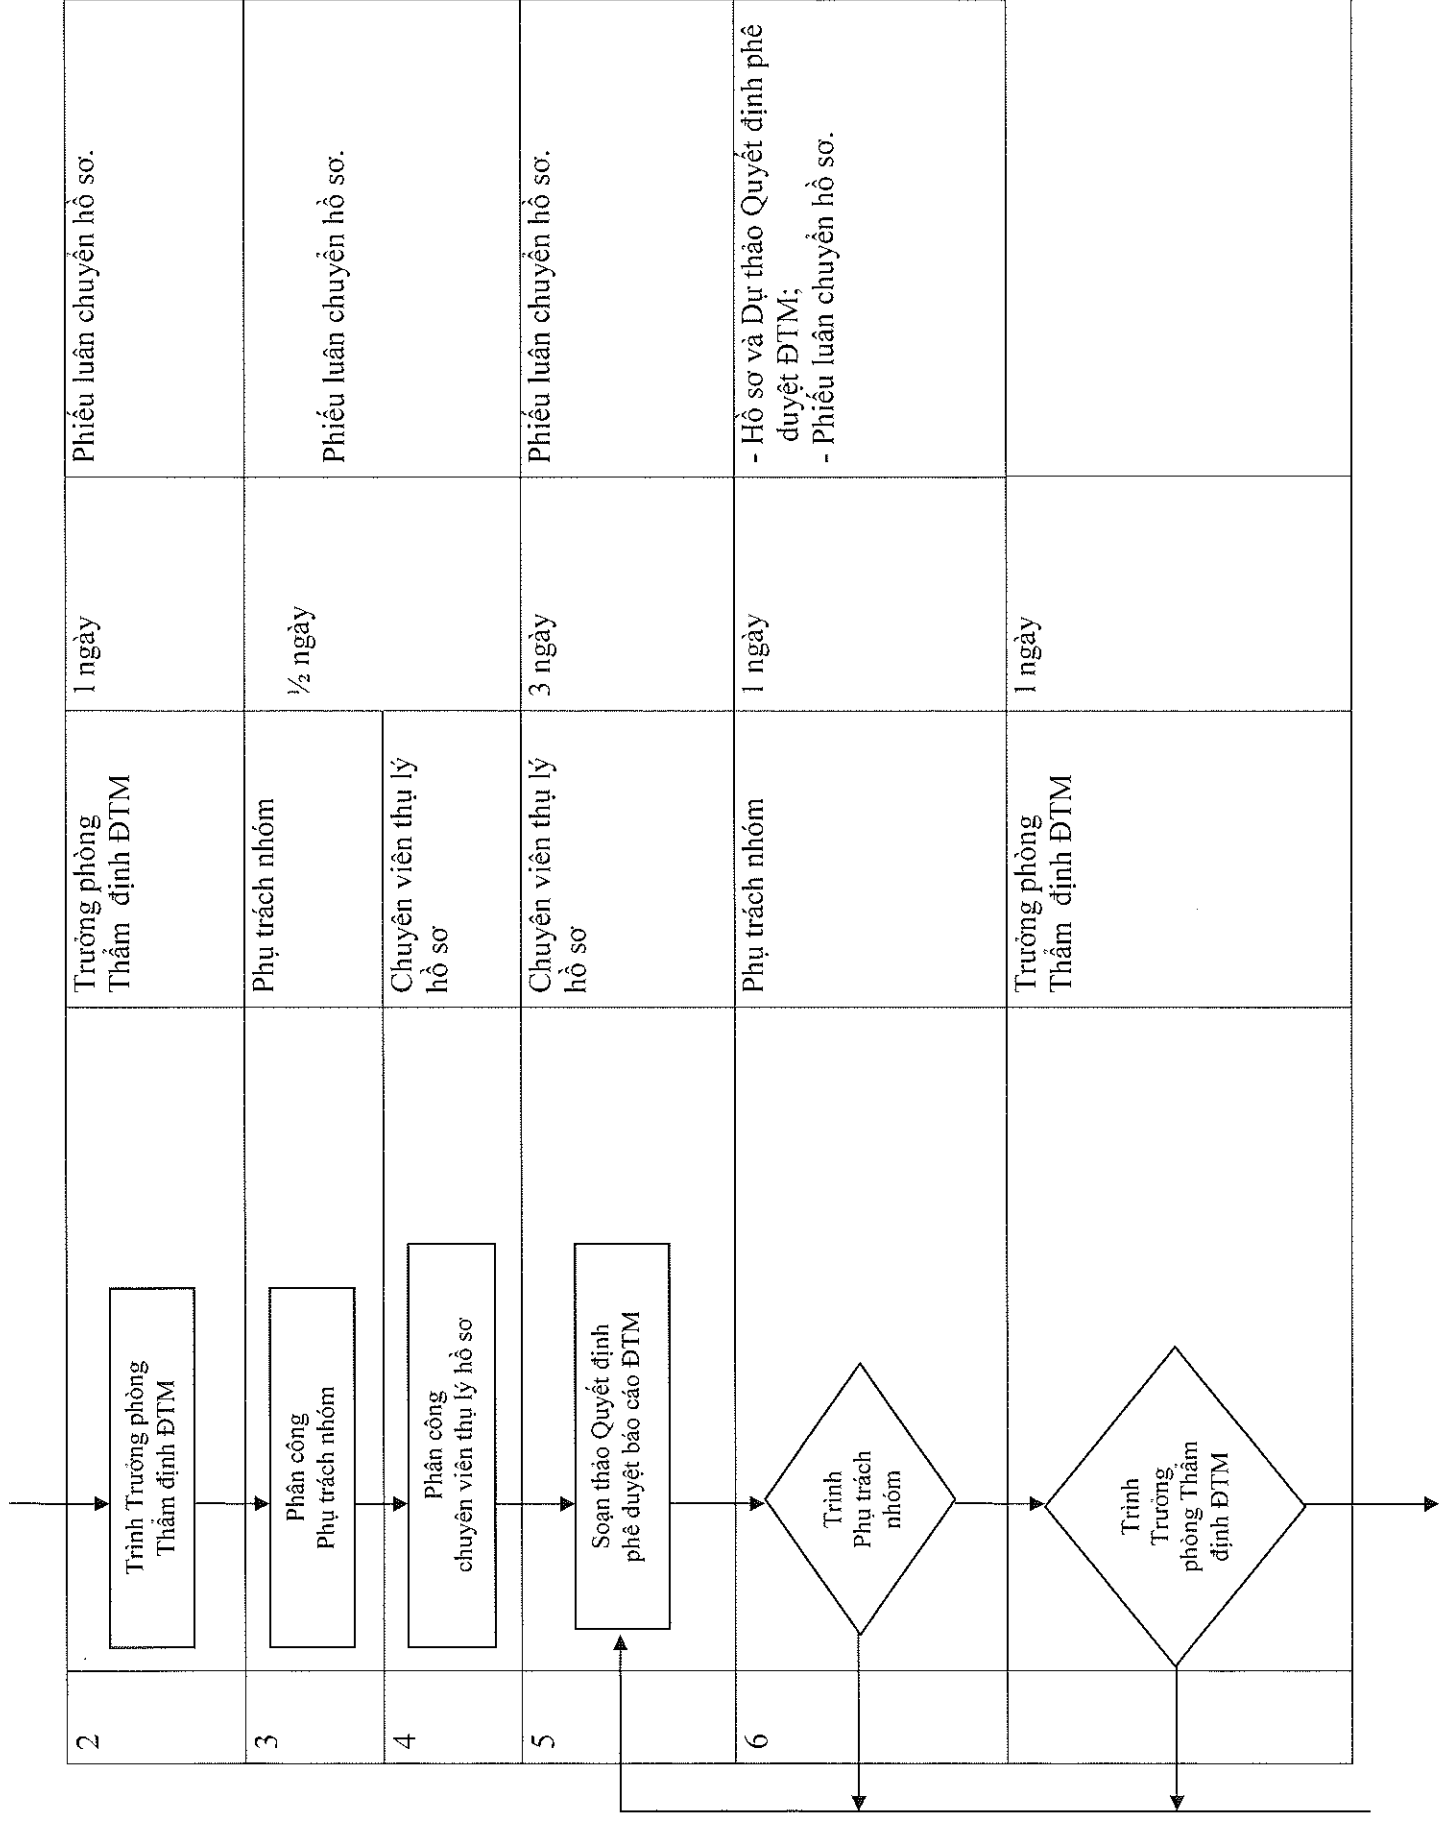 2
Trình Trưởng phòng
Thẩm định ĐTM
Trưởng phòng
Thẩm định ĐTM
1 ngày
Phiếu luân chuyển hồ sơ.
3
Phân công
Phụ trách nhóm
Phụ trách nhóm
½ ngày
Phiếu luân chuyển hồ sơ.
4
Phân công
chuyên viên thụ lý hồ sơ
Chuyên viên thụ lý
hồ sơ
5
Soạn thảo Quyết định
phê duyệt báo cáo ĐTM
Chuyên viên thụ lý
hồ sơ
3 ngày
Phiếu luân chuyển hồ sơ.
6
Trình
Phụ trách
nhóm
Phụ trách nhóm
1 ngày
- Hồ sơ và Dự thảo Quyết định phê
duyệt ĐTM;
- Phiếu luân chuyển hồ sơ.
Trình
Trưởng
phòng Thẩm
định ĐTM
Trưởng phòng
Thẩm định ĐTM
1 ngày